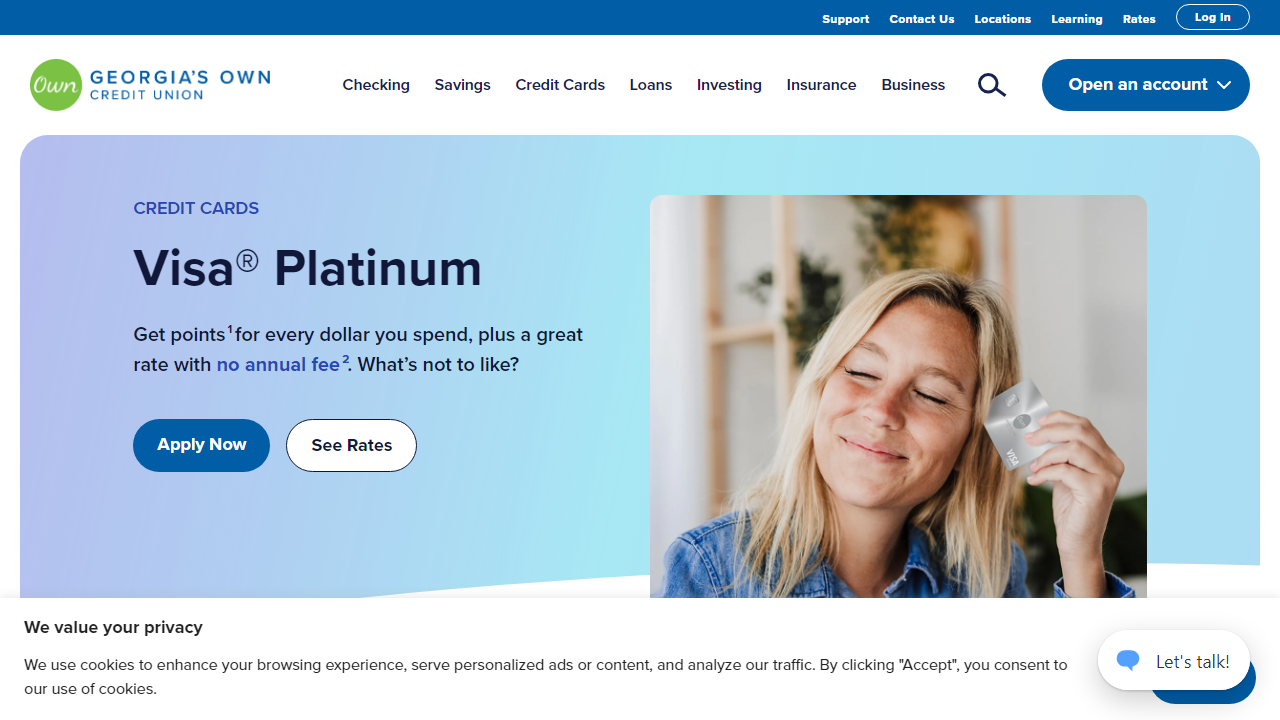 Support Contact Us Locations Learning Rates Log In
Own GEORGIA'S OWN
CREDIT UNION
Checking Savings Credit Cards Loans Investing Insurance Business Open an account
CREDIT CARDS
Visa® Platinum
Get points¹ for every dollar you spend, plus a great
rate with no annual fee². What's not to like?
Apply Now See Rates
VISA
We value your privacy
We use cookies to enhance your browsing experience, serve personalized ads or content, and analyze our traffic. By clicking "Accept", you consent to
our use of cookies.
Let's talk!